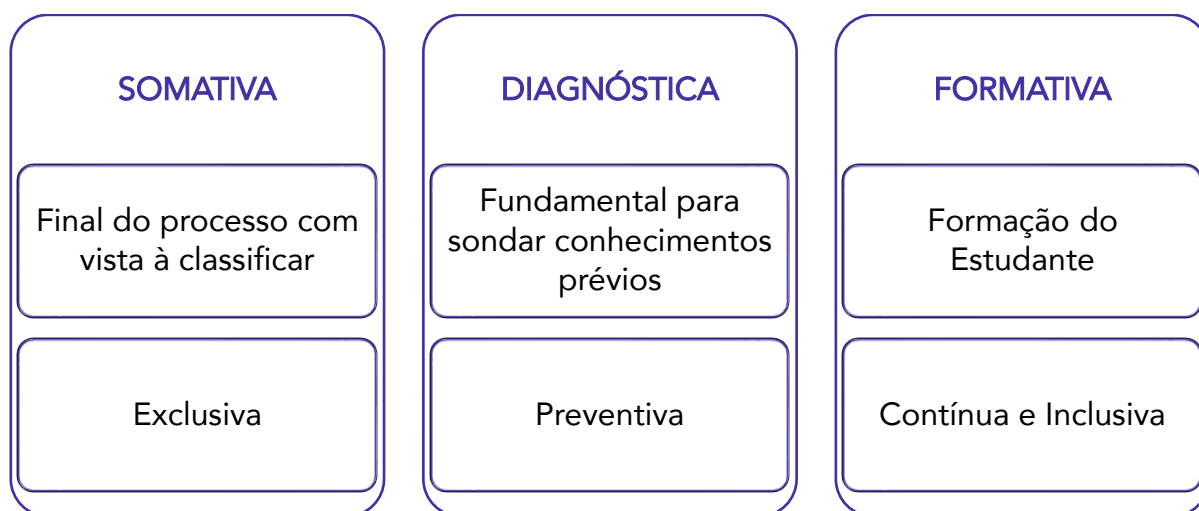 SOMATIVA
Final do processo com
vista à classificar
Exclusiva
DIAGNÓSTICA
Fundamental para
sondar conhecimentos
prévios
Preventiva
FORMATIVA
Formação do
Estudante
Contínua e Inclusiva